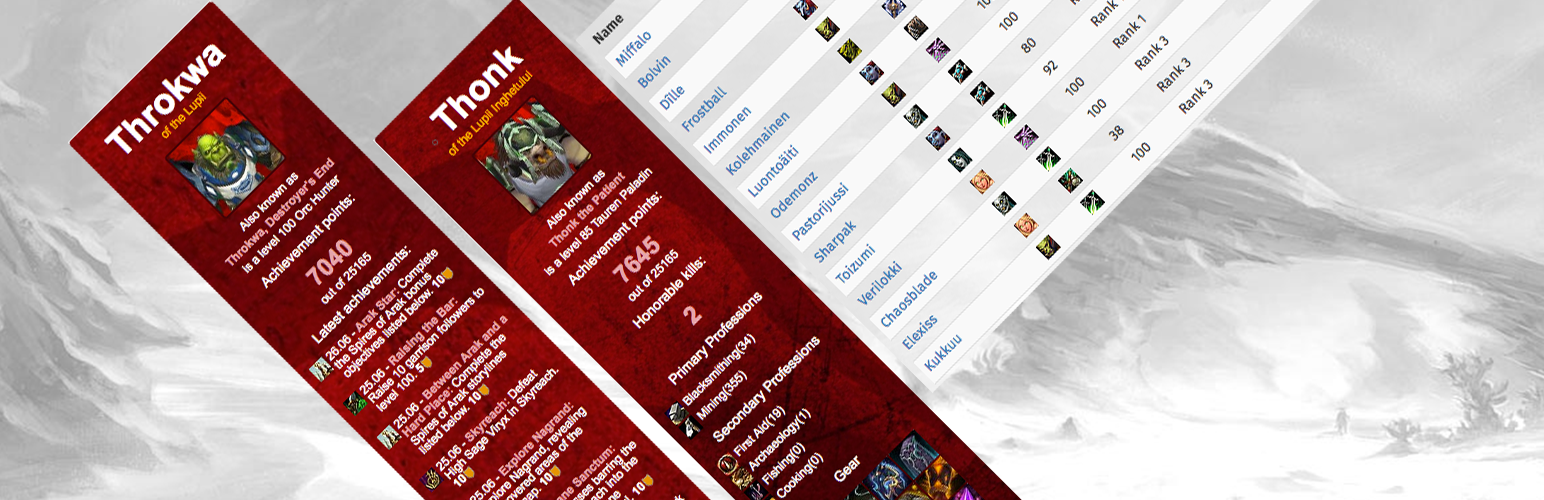 Throkwa
of the Lupii
Also known as
Throkwa, Destroyer's End
is a level 100 Orc Hunter
Achievement points:
7040
out of 25165
Latest achievements:
26.06 - Arak Star: Complete
the Spires of Arak bonus
objectives listed below. 10
25.06 - Raising the Bar:
Raise 10 garrison followers to
level 100. 5
25.06 - Between Arak and a
Hard Place: Complete the
Spires of Arak storylines
listed below. 10
25.06 - Skyreach: Defeat
High Sage Viryx in Skyreach.
10
25.06 - Explore Nagrand:
Explore Nagrand, revealing
covered areas of the
map. 10
Sanctum:
barring the
into the
10
Thonk
of the Lupii Inghetului
Also known as
Thonk the Patient
is a level 85 Tauren Paladin
Achievement points:
7645
out of 25165
Honorable kills:
2
Primary Professions
Blacksmithing(34)
Mining(355)
Secondary Professions
First Aid(19)
Archaeology(1)
Fishing(0)
Cooking(0)
Gear
Name
Miffalo
Bolvin
Dîlle
Frostball
Immonen
Kolehmainen
Luontoäiti
Odemonz
Pastorijussi
Sharpak
Toizumi
Verilokki
Chaosblade
Elexiss
Kukkuu
100
80
92
100
100
38
100
Rank 1
Rank 3
Rank 3
Rank 3